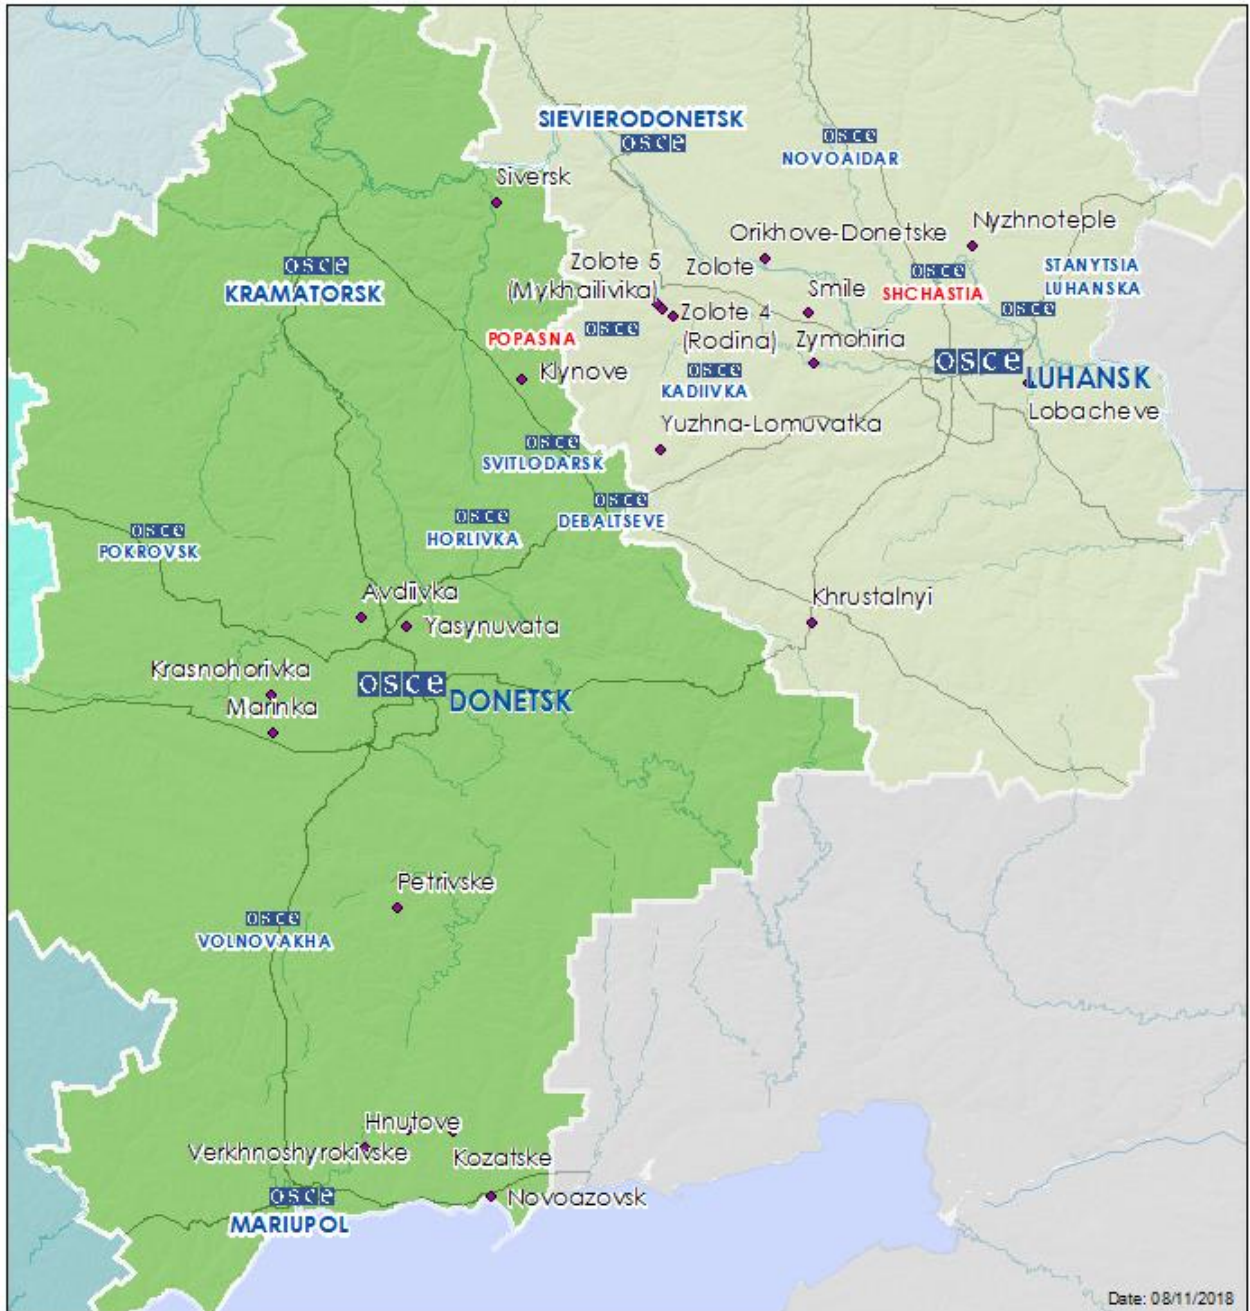 SIEVIERODONETSK
osce
osce
NOVOAIDAR
Siversk
Orikhove-Donetske
Nyzhnoteple
osce
KRAMATORSK
Zolote 5
(Mykhailivika)
Zolote
osce
SHCHASTIA
STANYTSIA
LUHANSKA
osce
Smile
Zolote 4
(Rodina)
POPASNA
osce
Zymohiria
osce
LUHANSK
Klynove
osce
KADIIVKA
Lobacheve
Yuzhna-Lomuvatka
osce
SVITLODARSK
osce
DEBALTSEVE
osce
HORLIVKA
osce
POKROVSK
Avdiivka
Yasynuvata
Khrustalnyi
Krasnohorivka
Marinka
osce
DONETSK
Petrivske
osce
VOLNOVAKHA
Hnutove
Verkhnoshyrokivske
Kozatske
osce
MARIUPOL
Novoazovsk
Date: 08/11/2018